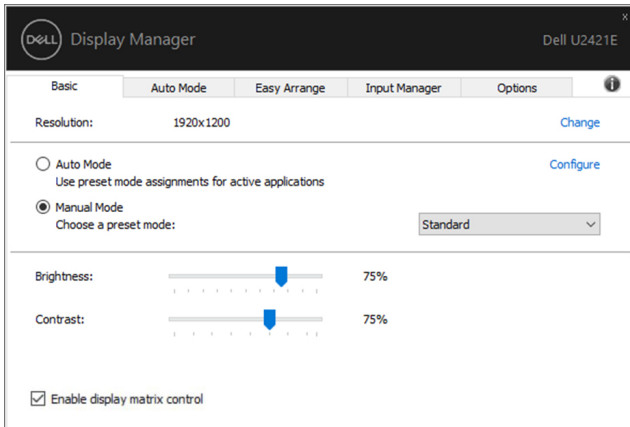 x
DELL Display Manager Dell U2421E
Basic Auto Mode Easy Arrange Input Manager Options i
Resolution: 1920x1200 Change
Auto Mode Configure
Use preset mode assignments for active applications
Manual Mode
Choose a preset mode: Standard
Brightness: 75%
Contrast: 75%
Enable display matrix control